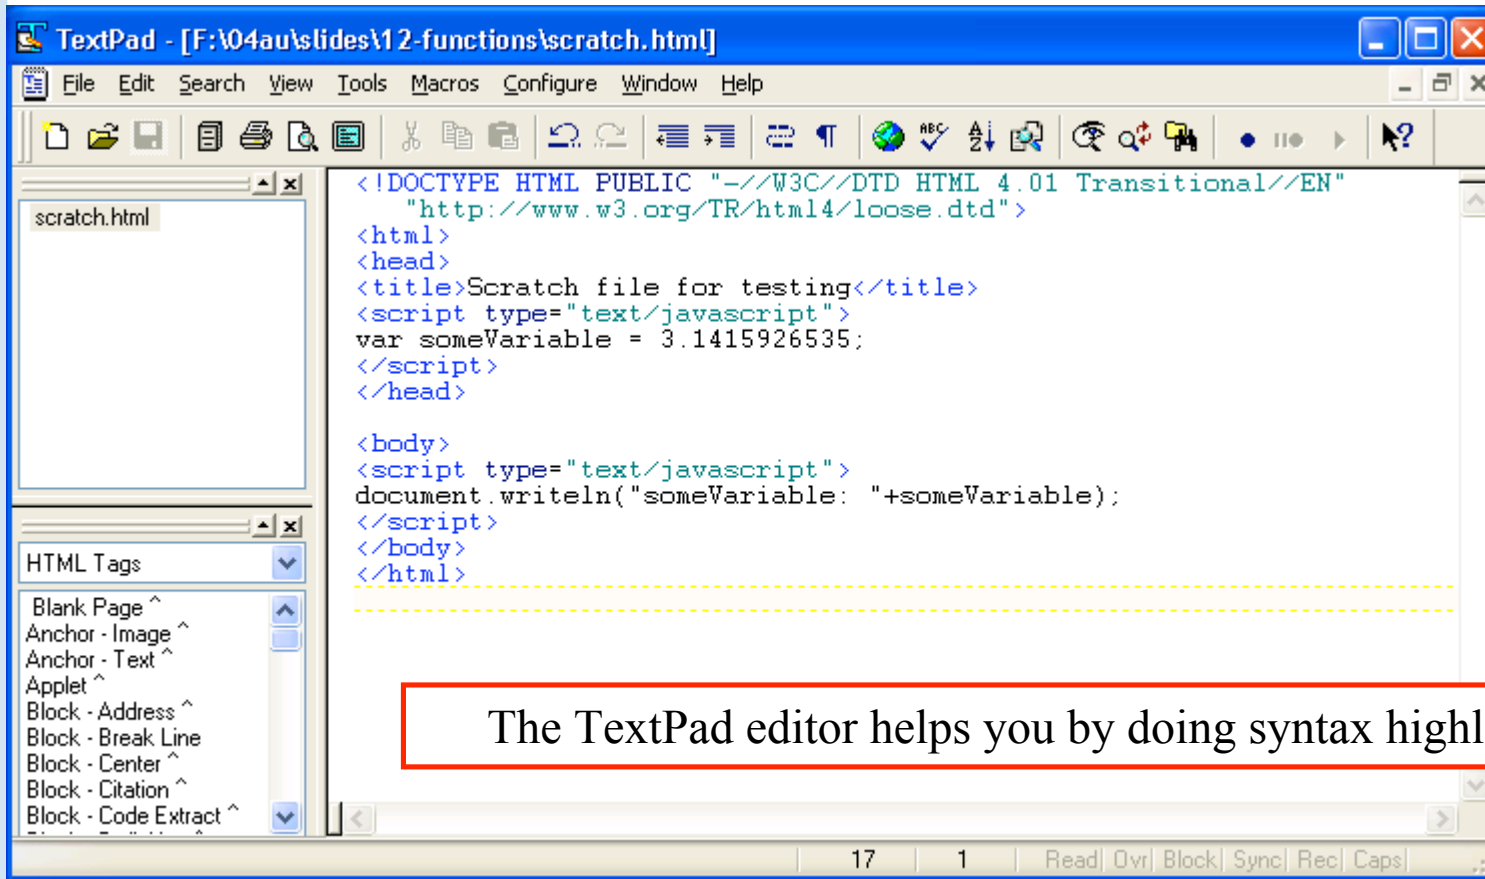 TextPad - [F:\04au\slides\12-functions\scratch.html]
File Edit Search View Tools Macros Configure Window Help
scratch.html
<!DOCTYPE HTML PUBLIC "-//W3C//DTD HTML 4.01 Transitional//EN"
"http://www.w3.org/TR/html4/loose.dtd">
<html>
<head>
<title>Scratch file for testing</title>
<script type="text/javascript">
var someVariable = 3.1415926535;
</script>
</head>
<body>
<script type="text/javascript">
document.writeln("someVariable: "+someVariable);
</script>
</body>
</html>
HTML Tags
Blank Page ^
Anchor - Image ^
Anchor - Text ^
Applet ^
Block - Address ^
Block - Break Line
Block - Center ^
Block - Citation ^
Block - Code Extract ^
The TextPad editor helps you by doing syntax highl
17 1 Read Ovr Block Sync Rec Caps